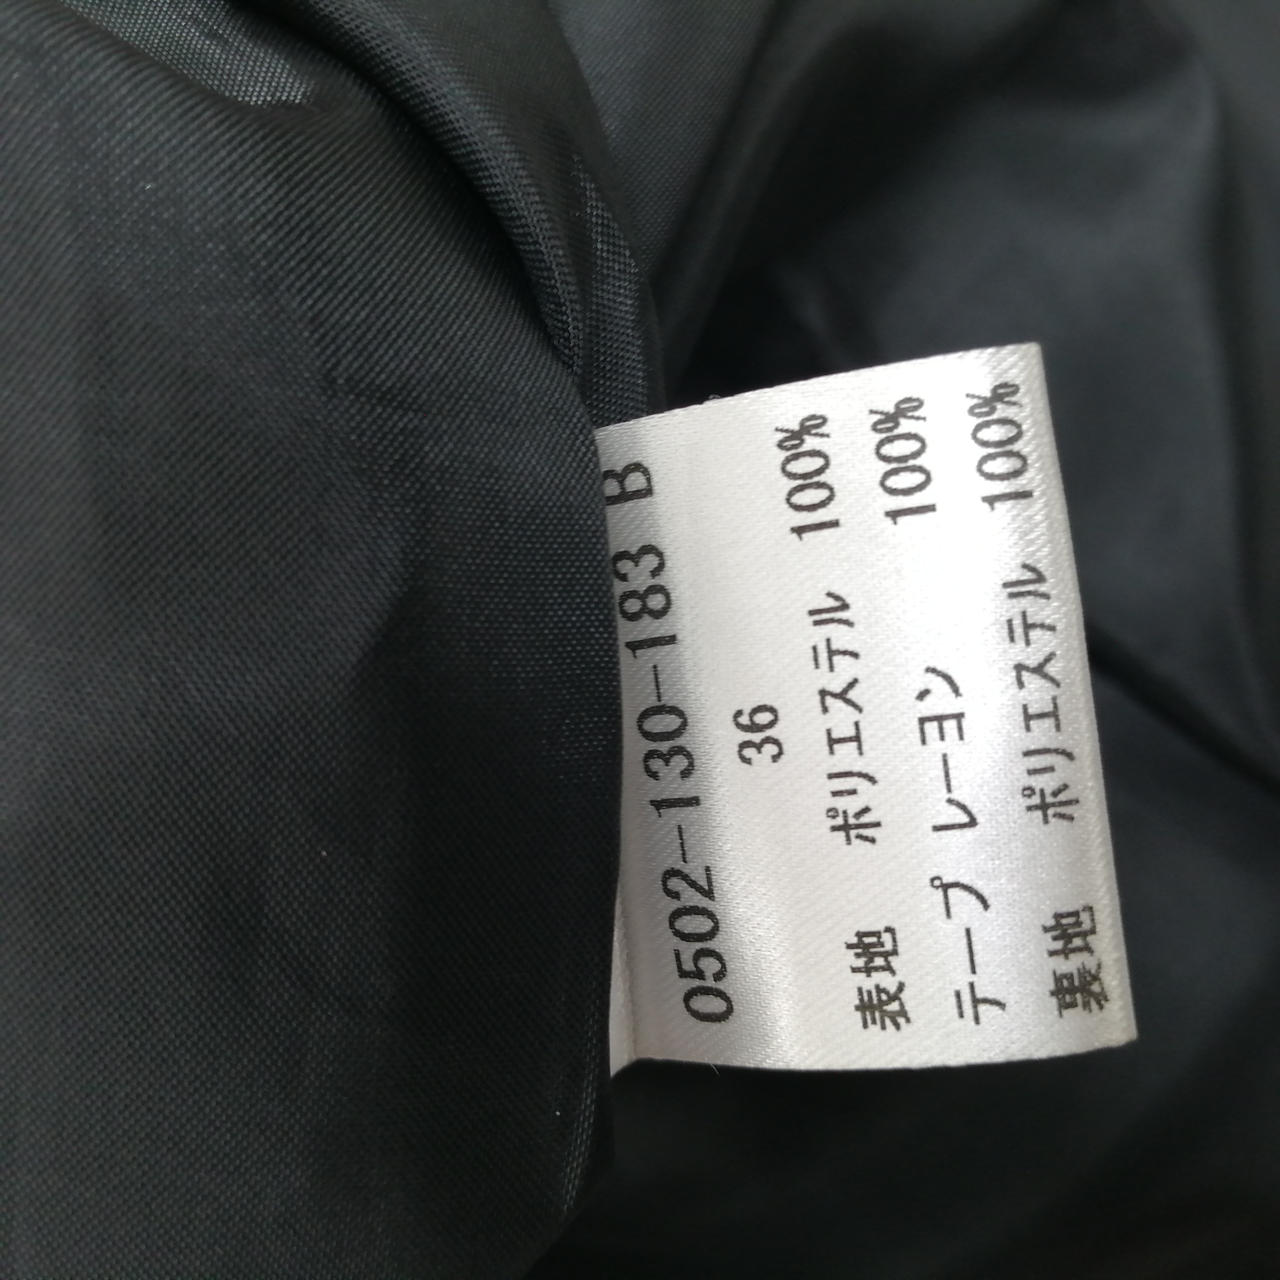 0502-130-183 B
36
表地 ポリエステル 100%
テープ レーヨン 100%
裏地 ポリエステル 100%